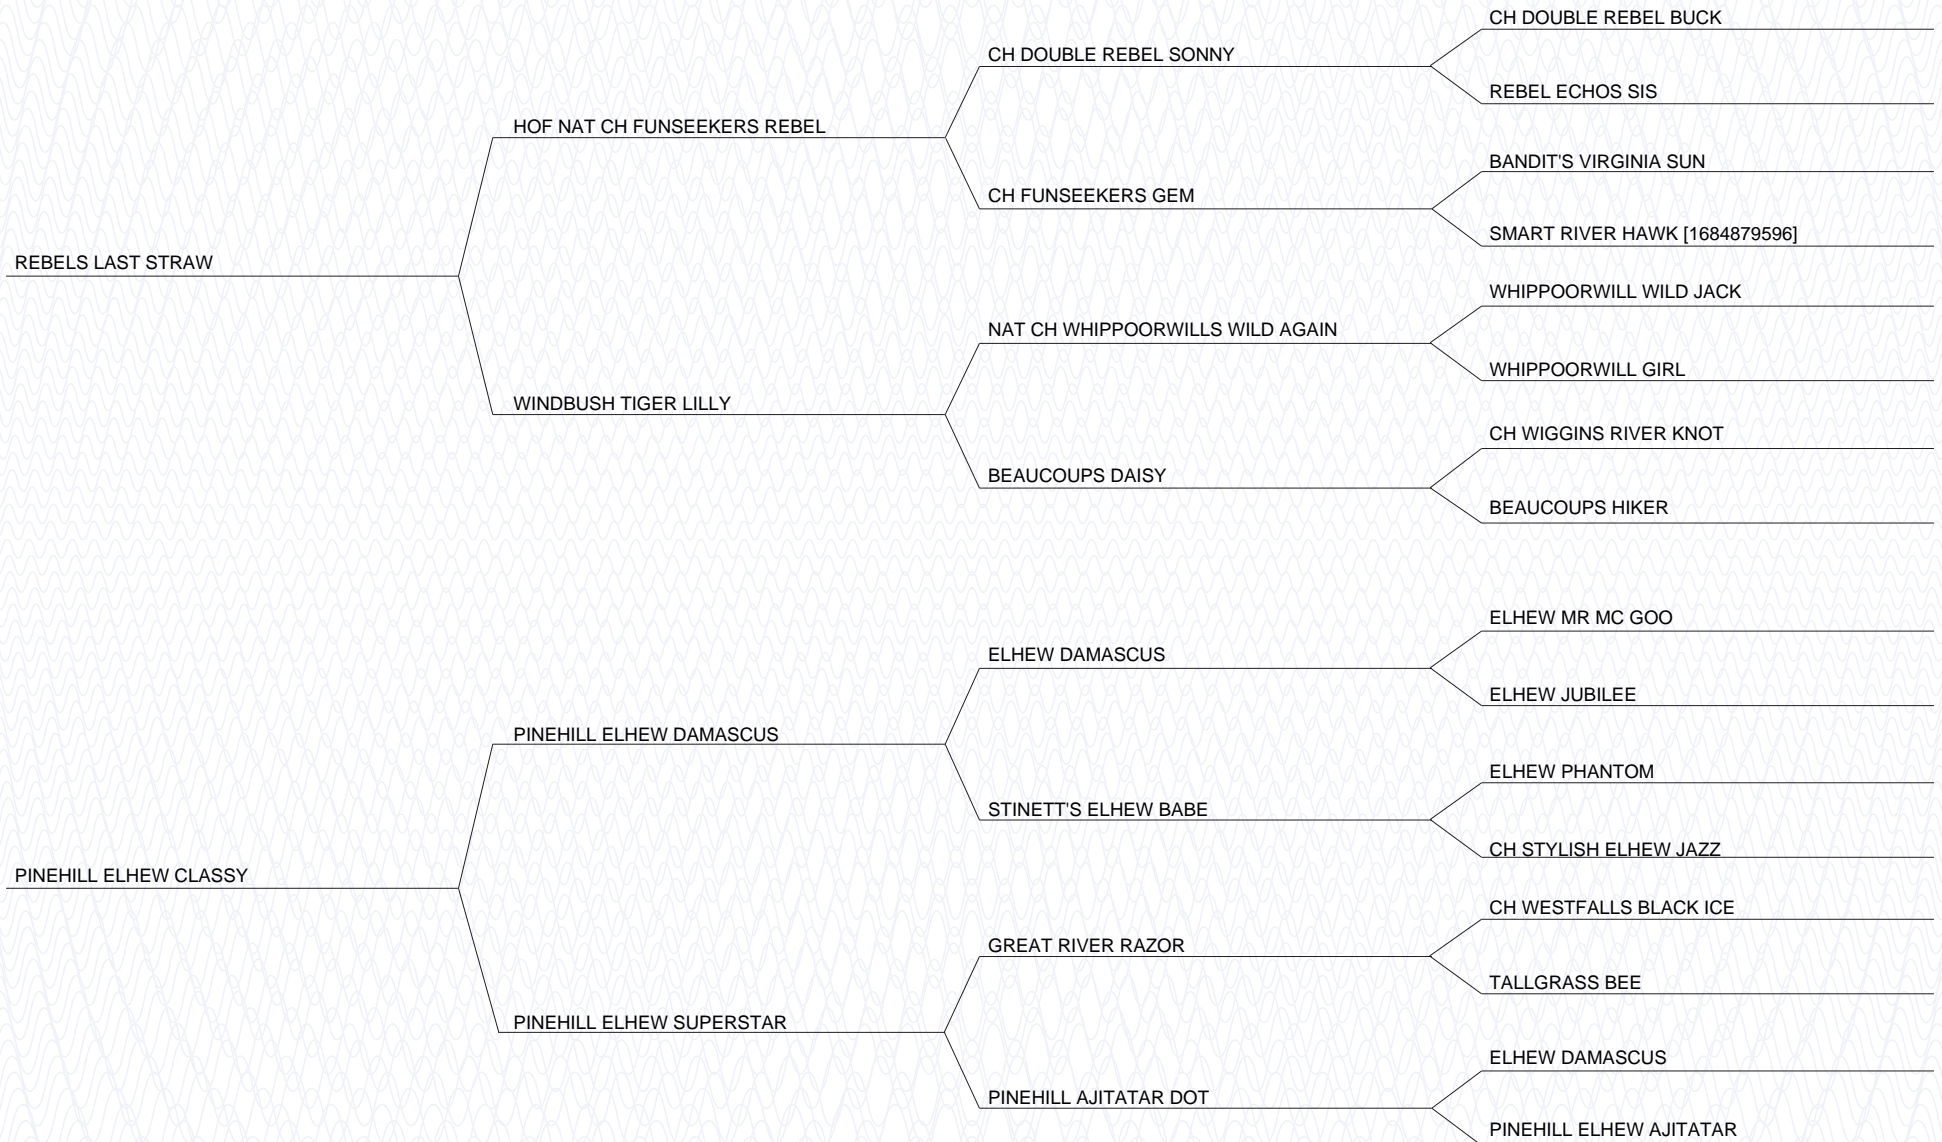 CH DOUBLE REBEL BUCK
CH DOUBLE REBEL SONNY
REBEL ECHOS SIS
HOF NAT CH FUNSEEKERS REBEL
BANDIT'S VIRGINIA SUN
CH FUNSEEKERS GEM
SMART RIVER HAWK [1684879596]
REBELS LAST STRAW
WHIPPOORWILL WILD JACK
NAT CH WHIPPOORWILLS WILD AGAIN
WHIPPOORWILL GIRL
WINDBUSH TIGER LILLY
CH WIGGINS RIVER KNOT
BEAUCOUPS DAISY
BEAUCOUPS HIKER
ELHEW MR MC GOO
ELHEW DAMASCUS
ELHEW JUBILEE
PINEHILL ELHEW DAMASCUS
ELHEW PHANTOM
STINETT'S ELHEW BABE
CH STYLISH ELHEW JAZZ
PINEHILL ELHEW CLASSY
CH WESTFALLS BLACK ICE
GREAT RIVER RAZOR
TALLGRASS BEE
PINEHILL ELHEW SUPERSTAR
ELHEW DAMASCUS
PINEHILL AJITATAR DOT
PINEHILL ELHEW AJITATAR